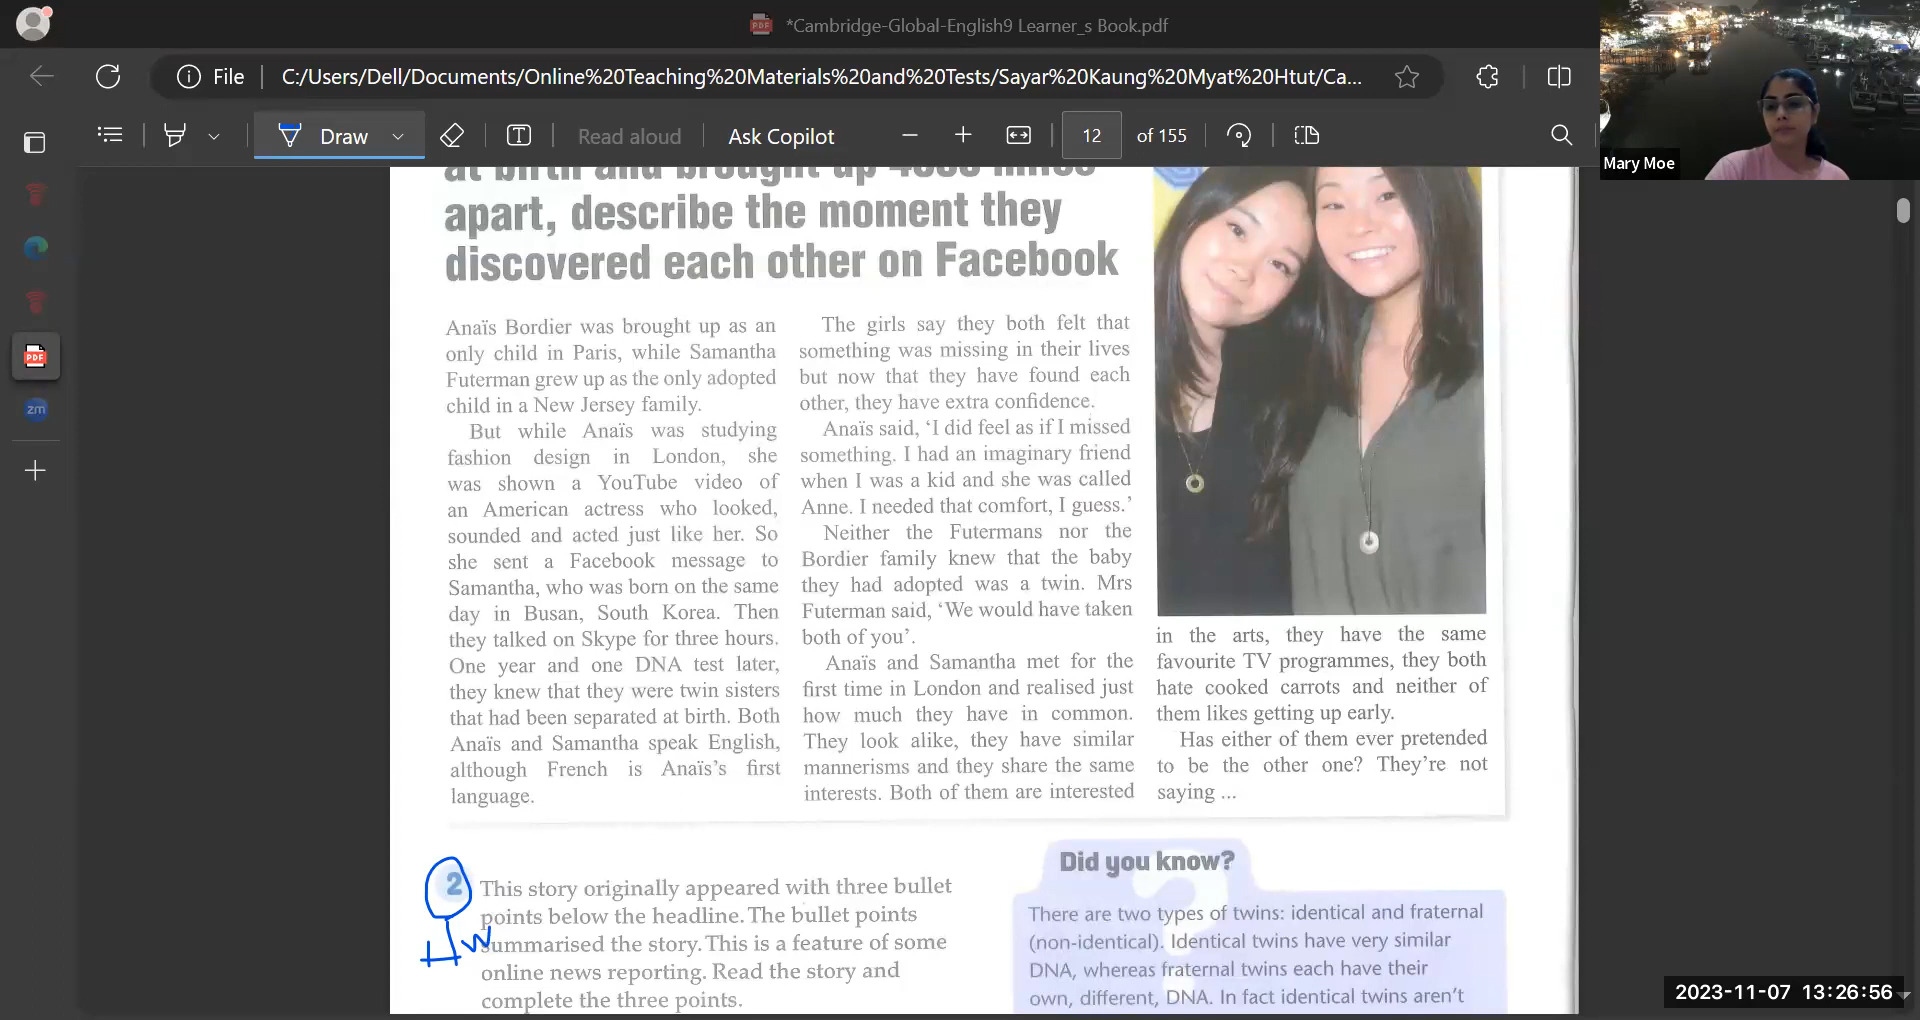 *Cambridge-Global-English9 Learner_s Book.pdf
File
C:/Users/Dell/Documents/Online%20Teaching%20Materials%20and%20Tests/Sayar%20Kaung%20Myat%20Htut/Ca...
Draw
Read aloud
Ask Copilot
12
of 155
Mary Moe
at birth and brought up 4000 miles
apart, describe the moment they
discovered each other on Facebook
Anaïs Bordier was brought up as an
only child in Paris, while Samantha
Futerman grew up as the only adopted
child in a New Jersey family.
But while Anaïs was studying
fashion design in London, she
was shown a YouTube video of
an American actress who looked,
sounded and acted just like her. So
she sent a Facebook message to
Samantha, who was born on the same
day in Busan, South Korea. Then
they talked on Skype for three hours.
One year and one DNA test later,
they knew that they were twin sisters
that had been separated at birth. Both
Anaïs and Samantha speak English,
although French is Anaïs's first
language.
The girls say they both felt that
something was missing in their lives
but now that they have found each
other, they have extra confidence.
Anaïs said, ‘I did feel as if I missed
something. I had an imaginary friend
when I was a kid and she was called
Anne. I needed that comfort, I guess.’
Neither the Futermans nor the
Bordier family knew that the baby
they had adopted was a twin. Mrs
Futerman said, ‘We would have taken
both of you’.
Anaïs and Samantha met for the
first time in London and realised just
how much they have in common.
They look alike, they have similar
mannerisms and they share the same
interests. Both of them are interested
in the arts, they have the same
favourite TV programmes, they both
hate cooked carrots and neither of
them likes getting up early.
Has either of them ever pretended
to be the other one? They're not
saying ...
2
HW
This story originally appeared with three bullet
points below the headline. The bullet points
summarised the story. This is a feature of some
online news reporting. Read the story and
complete the three points.
Did you know?
There are two types of twins: identical and fraternal
(non-identical). Identical twins have very similar
DNA, whereas fraternal twins each have their
own, different, DNA. In fact identical twins aren't
zm
PDF
2023-11-07 13:26:56